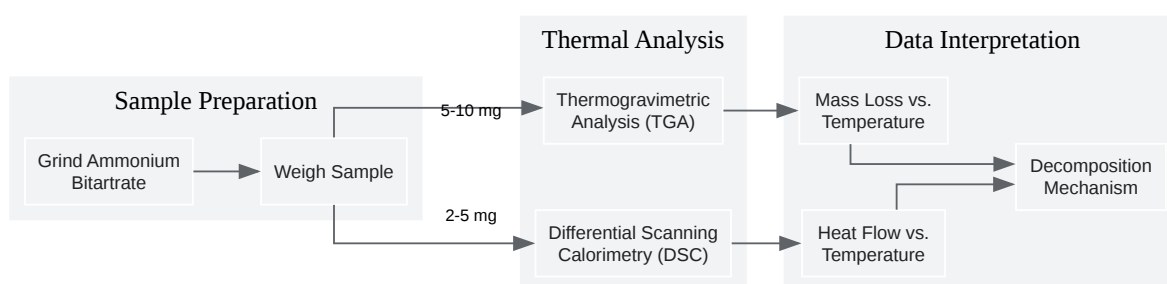 Sample Preparation
Grind Ammonium
Bitartrate
Weigh Sample
5-10 mg
2-5 mg
Thermal Analysis
Thermogravimetric
Analysis (TGA)
Differential Scanning
Calorimetry (DSC)
Data Interpretation
Mass Loss vs.
Temperature
Heat Flow vs.
Temperature
Decomposition
Mechanism